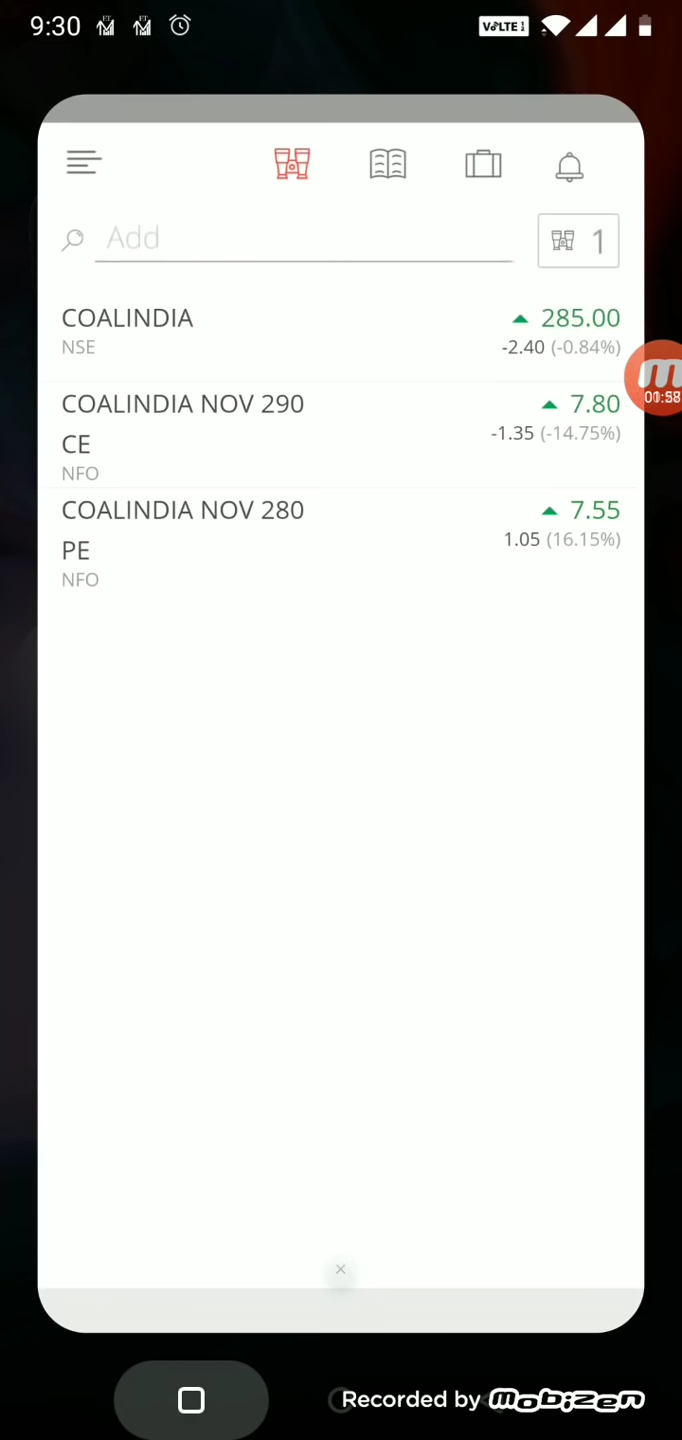 9:30 VoLTE 1
Add 1
COALINDIA 285.00
NSE -2.40 (-0.84%)
COALINDIA NOV 290 7.80
CE -1.35 (-14.75%)
NFO
COALINDIA NOV 280 7.55
PE 1.05 (16.15%)
NFO
Recorded by mobizen